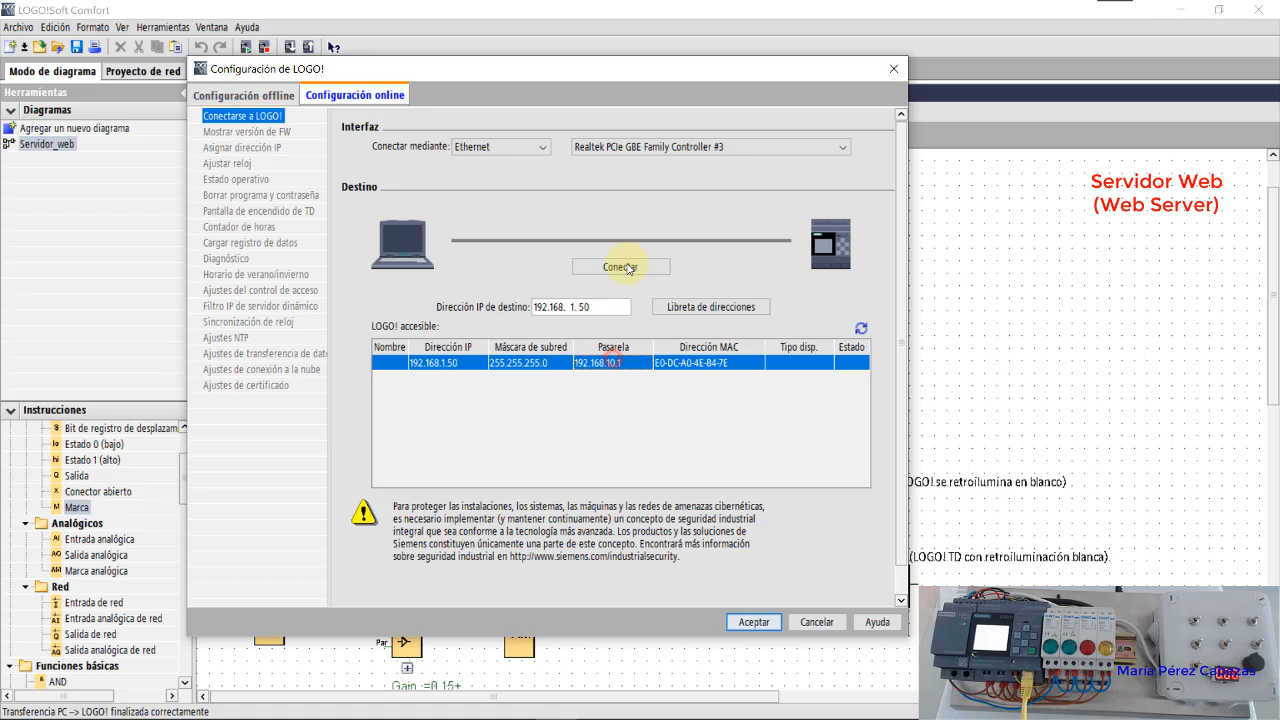 LOGO!Soft Comfort
Archivo Edición Formato Ver Herramientas Ventana Ayuda
Modo de diagrama Proyecto de red
Herramientas
Diagramas
Agregar un nuevo diagrama
Servidor_web
Instrucciones
Bit de registro de desplazam
Estado 0 (bajo)
Estado 1 (alto)
Salida
Conector abierto
Marca
Analógicos
Entrada analógica
Salida analógica
Marca analógica
Red
Entrada de red
Entrada analógica de red
Salida de red
Salida analógica de red
Funciones básicas
AND
Transferencia PC -> LOGO! finalizada correctamente
Configuración de LOGO!
Configuración offline Configuración online
Conectarse a LOGO!
Mostrar versión de FW
Asignar dirección IP
Ajustar reloj
Estado operativo
Borrar programa y contraseña
Pantalla de encendido de TD
Contador de horas
Cargar registro de datos
Diagnóstico
Horario de verano/invierno
Ajustes del control de acceso
Filtro IP de servidor dinámico
Sincronización de reloj
Ajustes NTP
Ajustes de transferencia de dato
Ajustes de conexión a la nube
Ajustes de certificado
Interfaz
Conectar mediante: Ethernet Realtek PCIe GBE Family Controller #3
Destino
Conectar
Dirección IP de destino: 192.168. 1. 50 Libreta de direcciones
LOGO! accesible:
Nombre Dirección IP Máscara de subred Pasarela Dirección MAC Tipo disp. Estado
192.168.1.50 255.255.255.0 192.168.10.1 E0-DC-A0-4E-B4-7E
Para proteger las instalaciones, los sistemas, las máquinas y las redes de amenazas cibernéticas,
es necesario implementar (y mantener continuamente) un concepto de seguridad industrial
integral que sea conforme a la tecnología más avanzada. Los productos y las soluciones de
Siemens constituyen únicamente una parte de este concepto. Encontrará más información
sobre seguridad industrial en http://www.siemens.com/industrialsecurity.
Aceptar Cancelar Ayuda
Servidor Web
(Web Server)
OGO!.se retroilumina en blanco)
(LOGO!.TD con retroiluminación blanca)
Par
Gain :=0.15+
María Pérez Cabezas